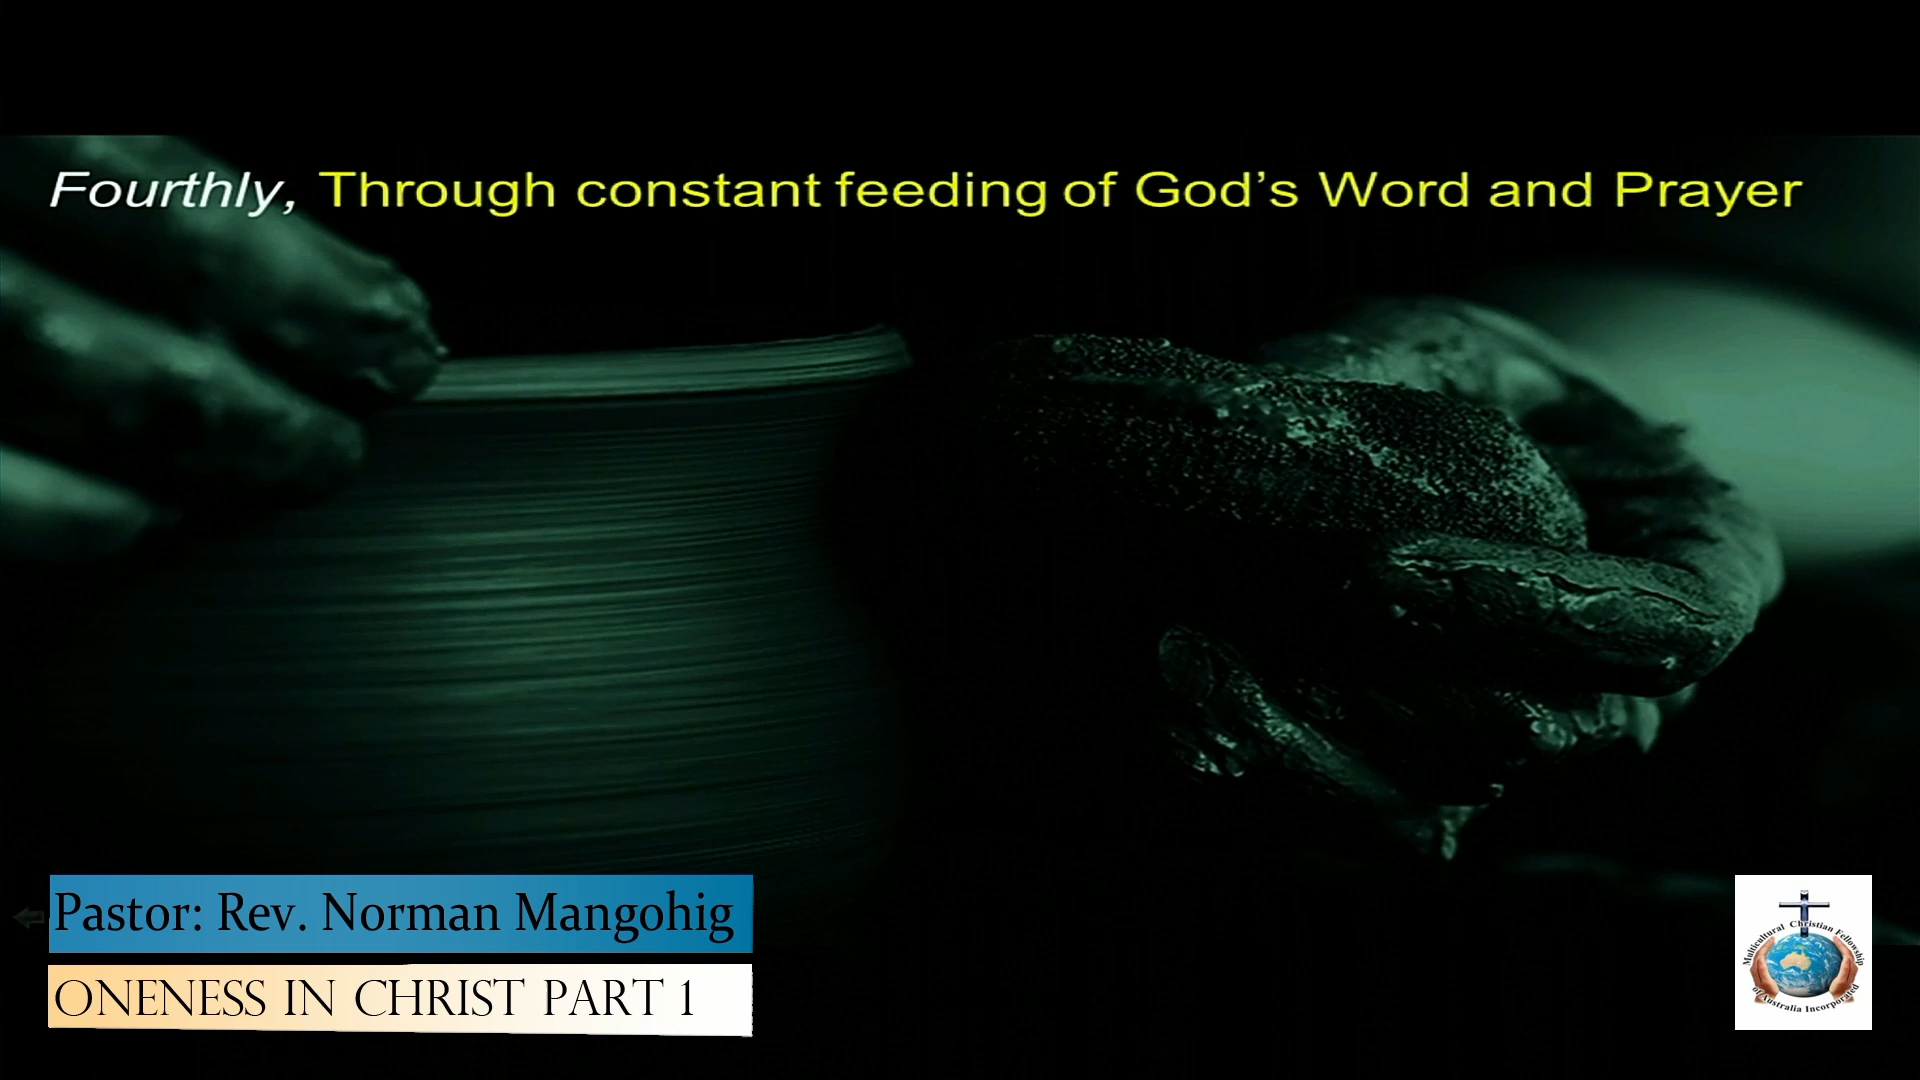 Fourthly, Through constant feeding of God's Word and Prayer
Pastor: Rev. Norman Mangohig
ONENESS IN CHRIST PART 1
Multicultural Christian Fellowship
of Australia Incorporated